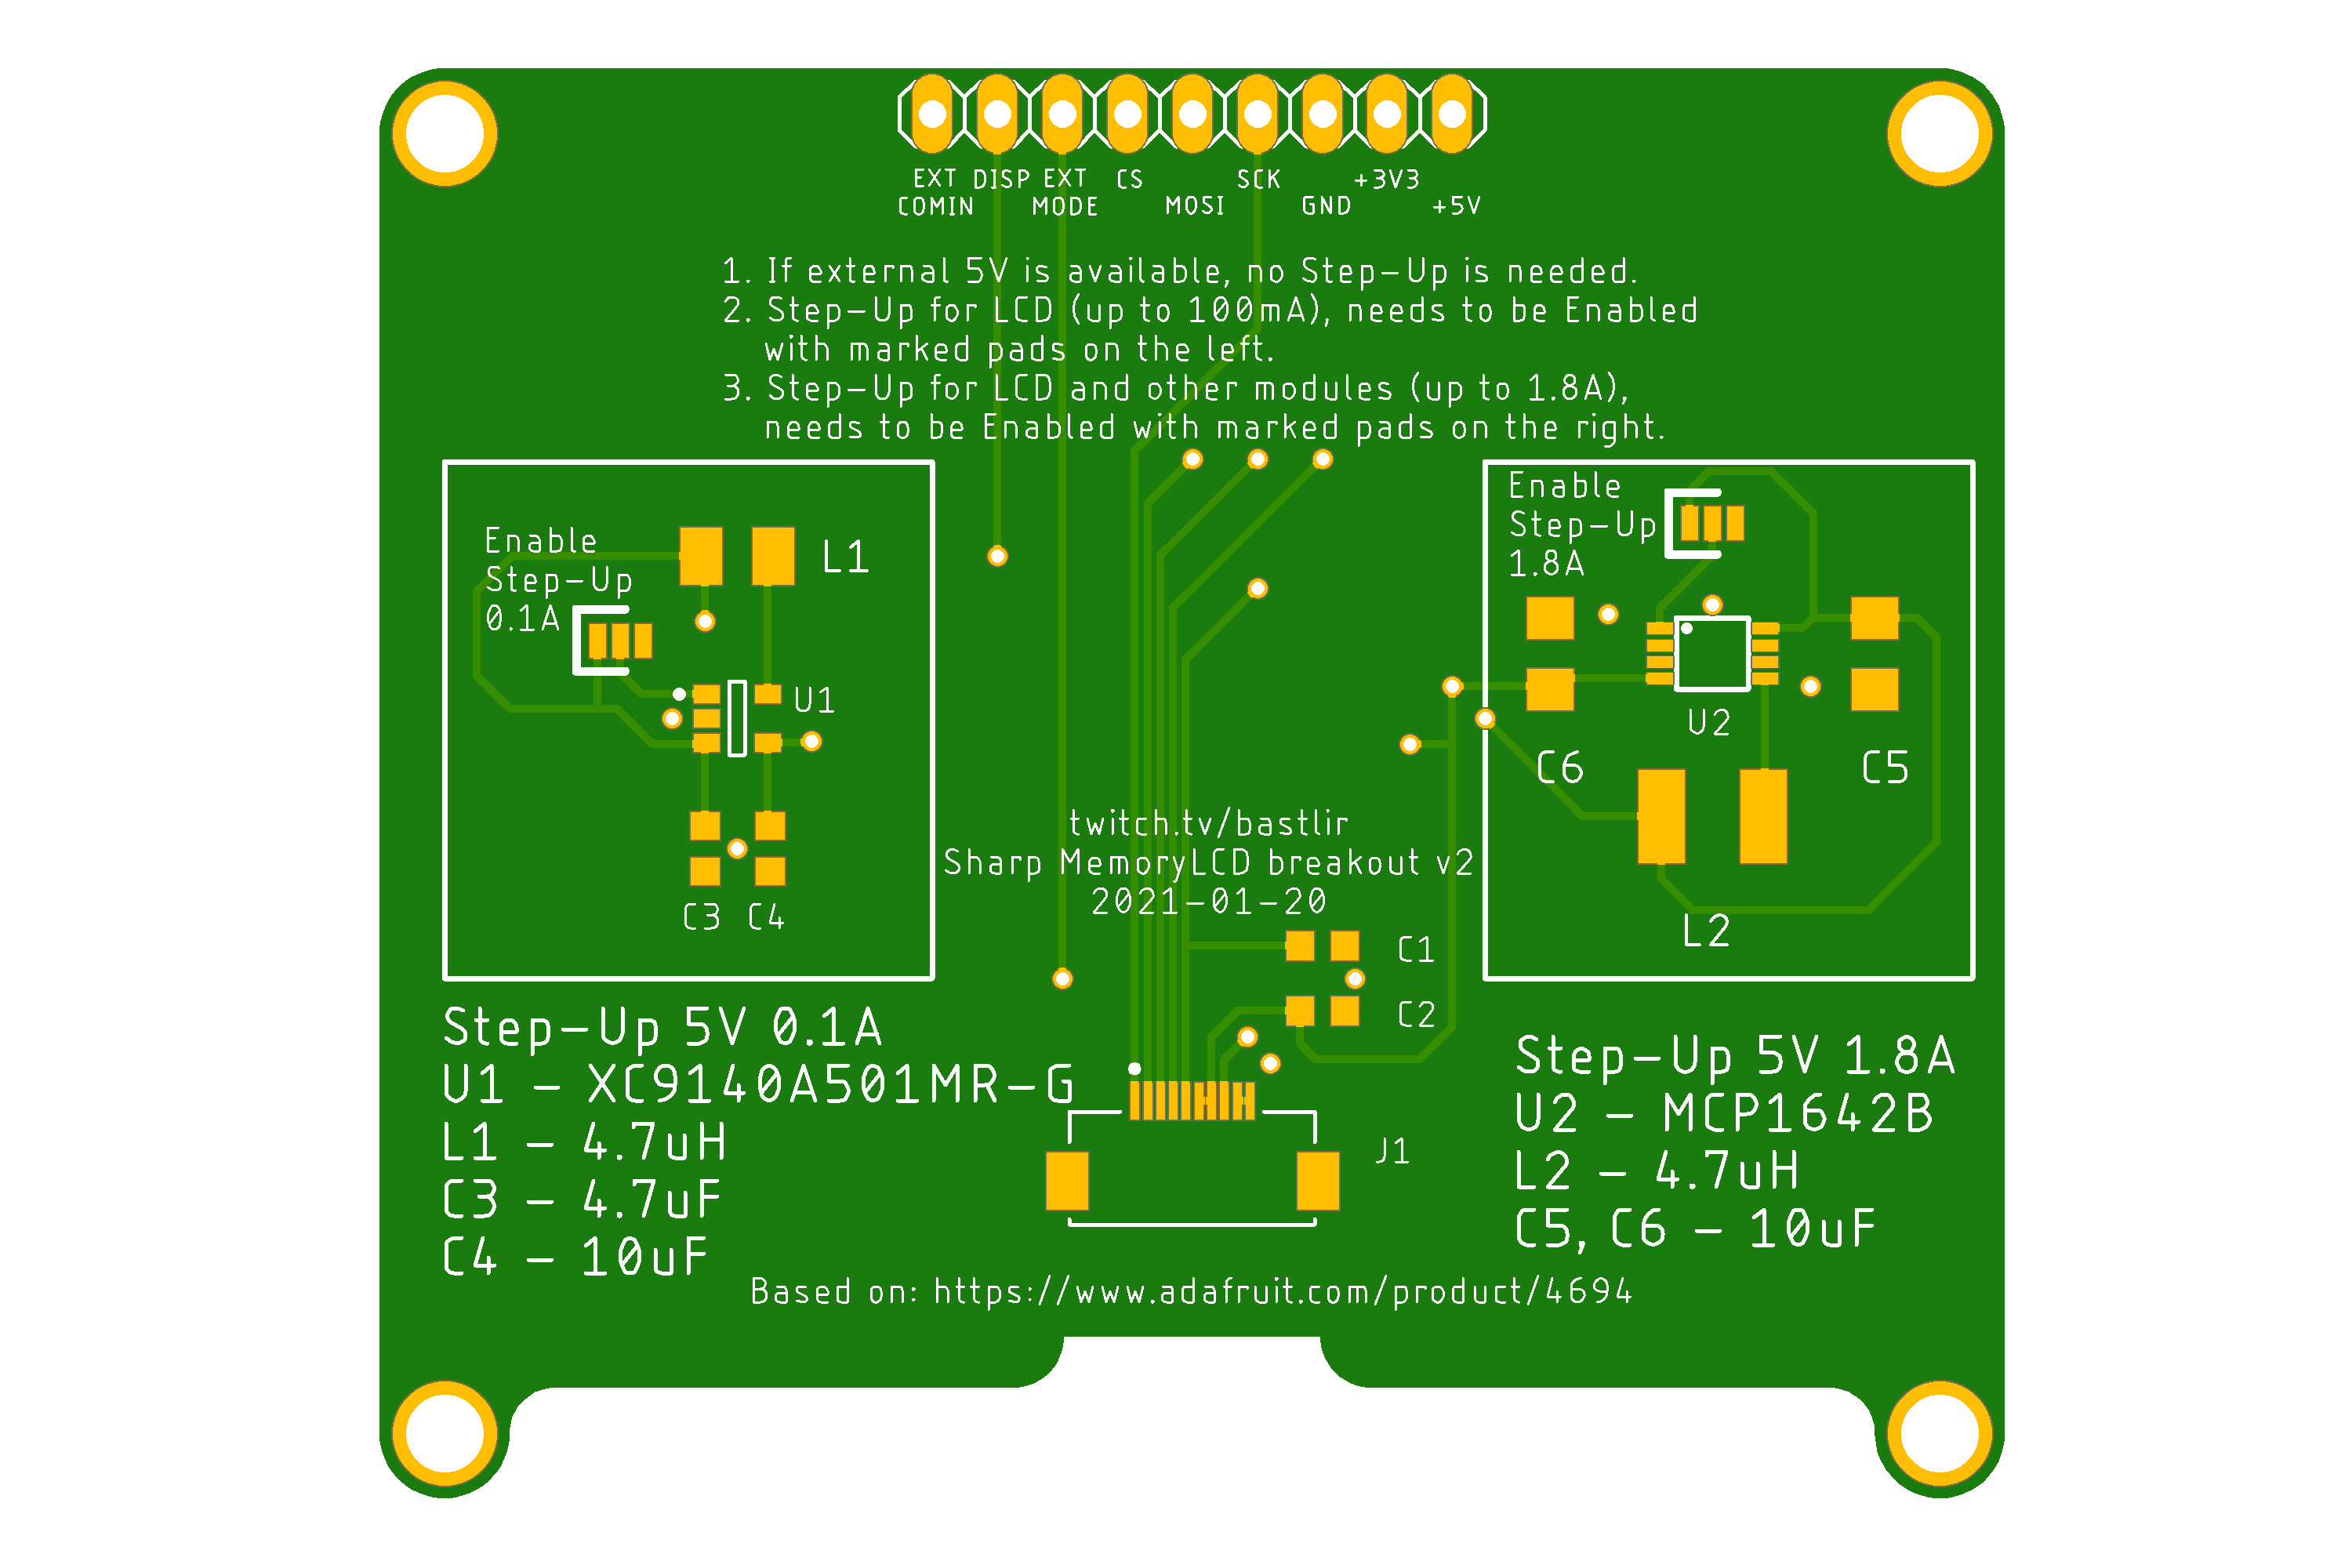 EXT DISP EXT CS SCK +3V3
COMIN MODE MOSI GND +5V
1. If external 5V is available, no Step-Up is needed.
2. Step-Up for LCD (up to 100mA), needs to be Enabled
with marked pads on the left.
3. Step-Up for LCD and other modules (up to 1.8A),
needs to be Enabled with marked pads on the right.
Enable
Step-Up
0.1A
L1
U1
C3 C4
Enable
Step-Up
1.8A
U2
C6
C5
L2
twitch.tv/bastlir
Sharp MemoryLCD breakout v2
2021-01-20
C1
C2
J1
Step-Up 5V 0.1A
U1 - XC9140A501MR-G
L1 - 4.7uH
C3 - 4.7uF
C4 - 10uF
Step-Up 5V 1.8A
U2 - MCP1642B
L2 - 4.7uH
C5, C6 - 10uF
Based on: https://www.adafruit.com/product/4694